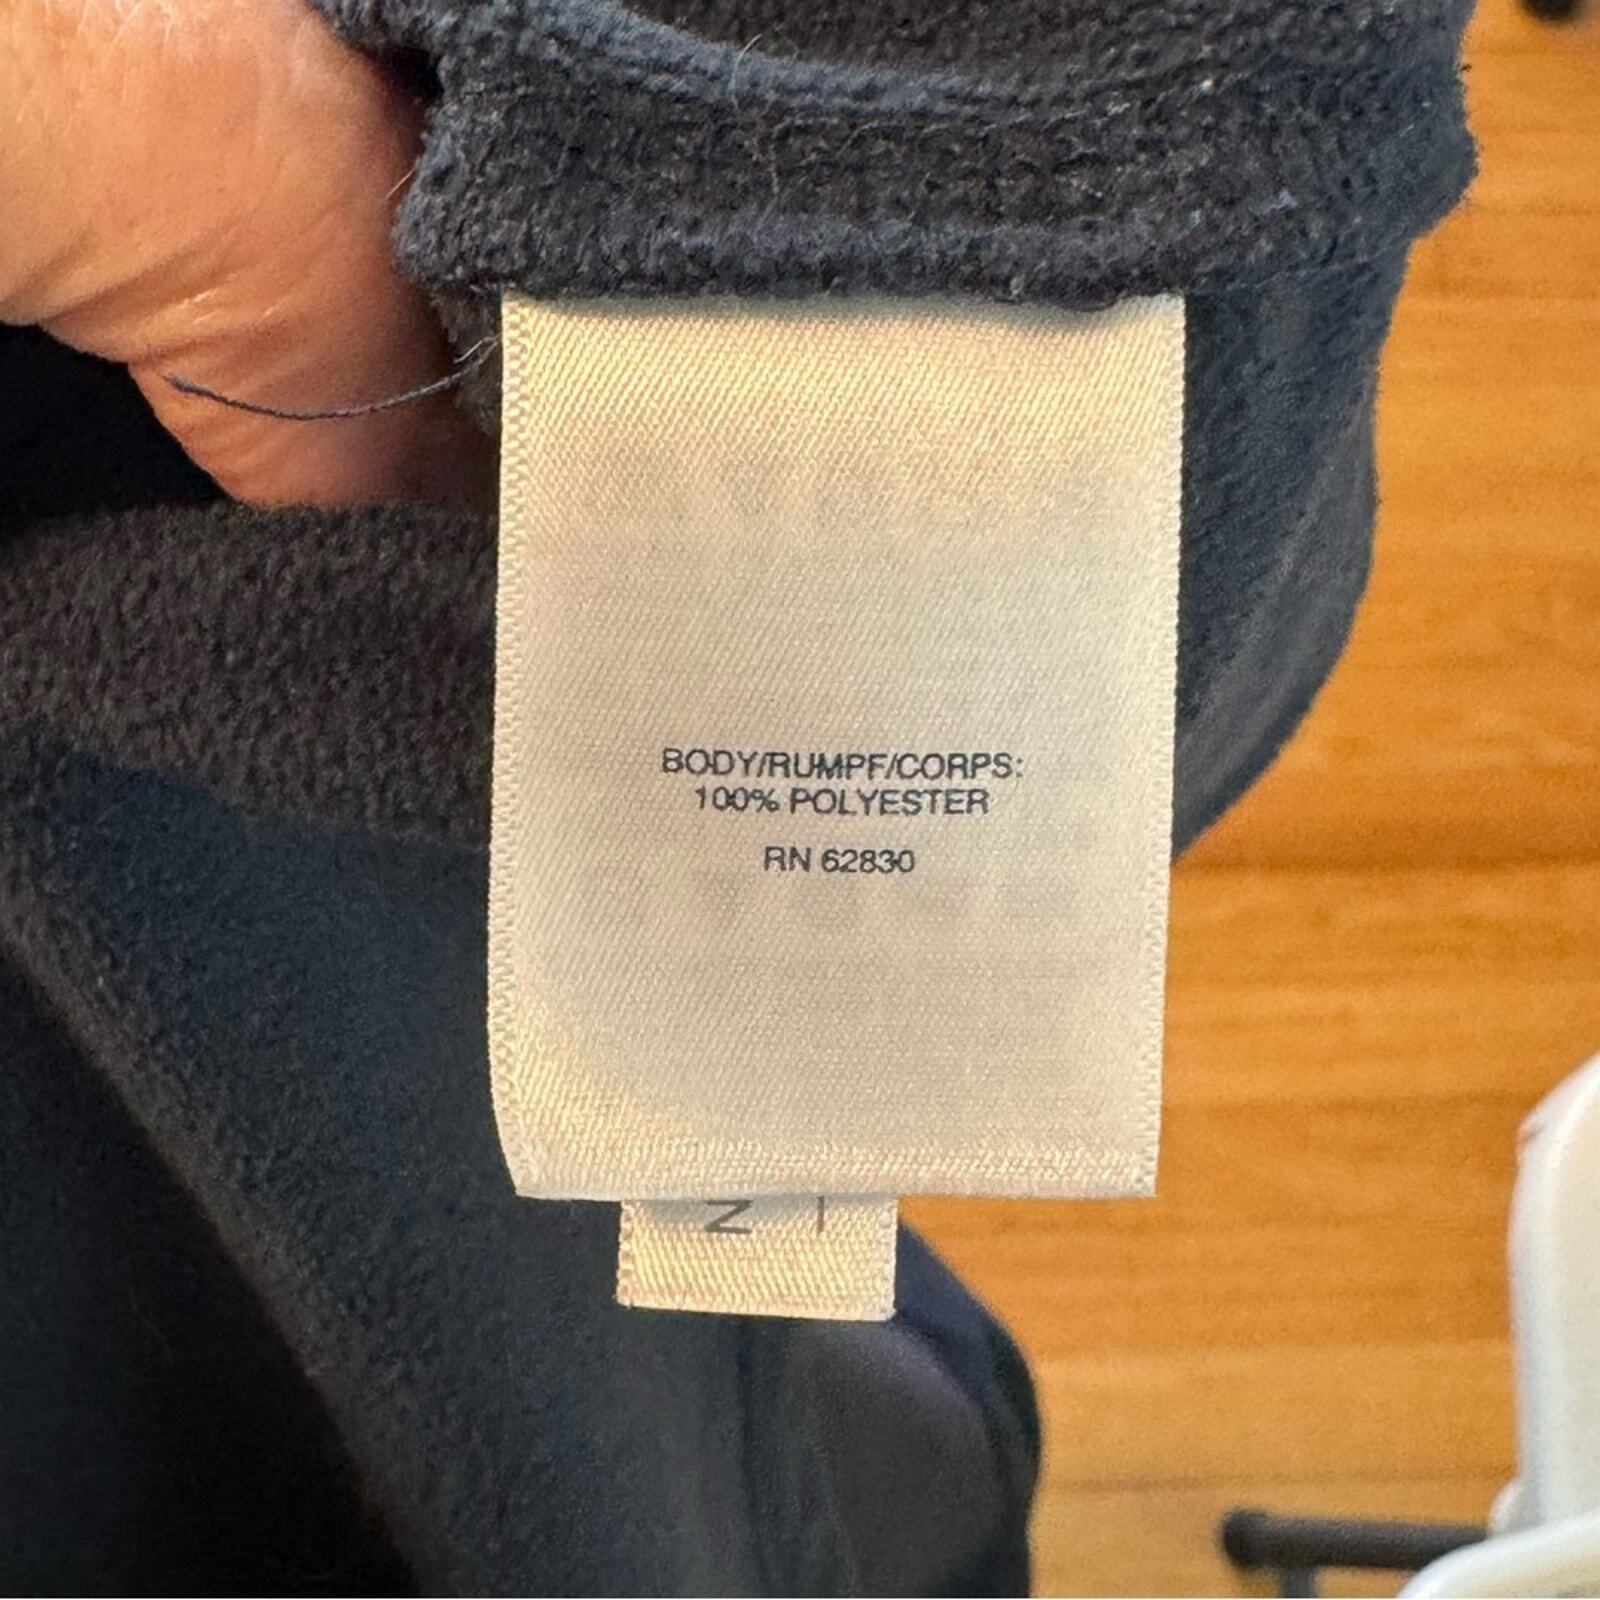 BODY/RUMPF/CORPS:
100% POLYESTER
RN 62830